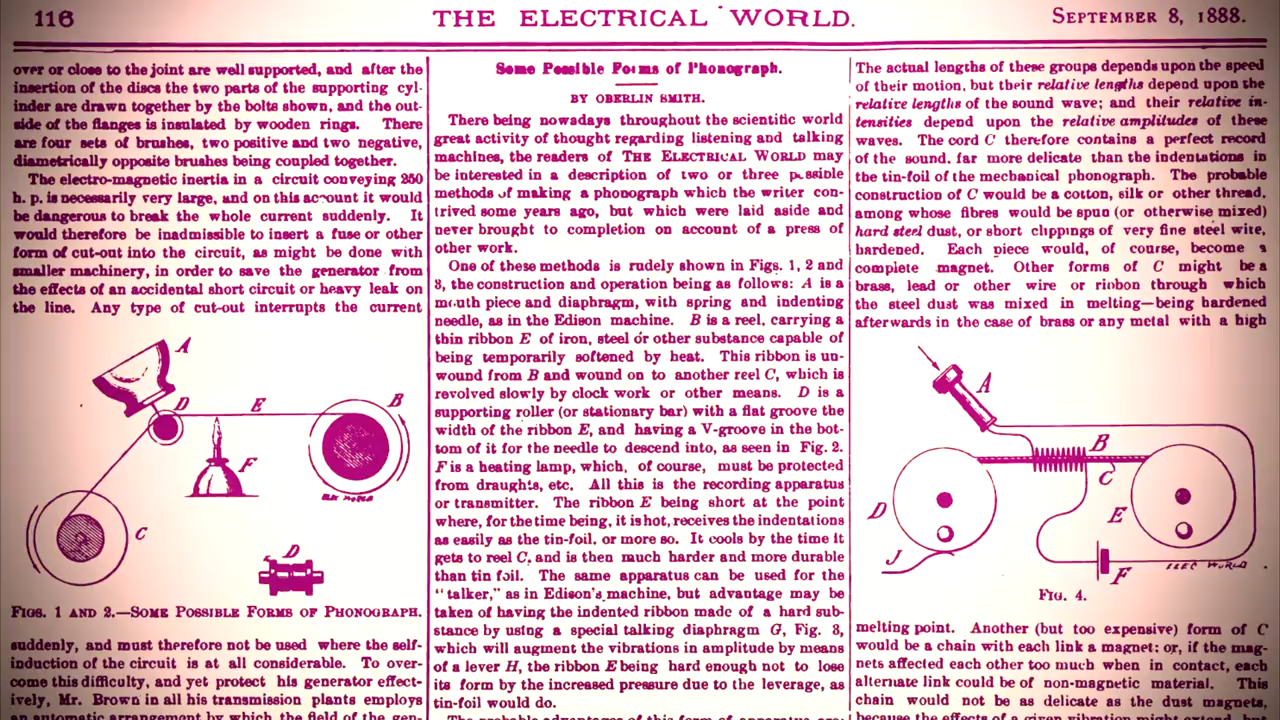 116
THE ELECTRICAL WORLD.
SEPTEMBER 8, 1888.
over or close to the joint are well supported, and after the
insertion of the discs the two parts of the supporting cyl-
inder are drawn together by the bolts shown, and the out-
side of the flanges is insulated by wooden rings. There
are four sets of brushes, two positive and two negative,
diametrically opposite brushes being coupled together.
The electro-magnetic inertia in a circuit conveying 250
h. p. is necessarily very large, and on this account it would
be dangerous to break the whole current suddenly. It
would therefore be inadmissible to insert a fuse or other
form of cut-out into the circuit, as might be done with
smaller machinery, in order to save the generator from
the effects of an accidental short circuit or heavy leak on
the line. Any type of cut-out interrupts the current
A
D
E
B
F
ELEC WORLD
C
D
FIGS. 1 AND 2.—SOME POSSIBLE FORMS OF PHONOGRAPH.
suddenly, and must therefore not be used where the self-
induction of the circuit is at all considerable. To over-
come this difficulty, and yet protect his generator effect-
ively, Mr. Brown in all his transmission plants employs
an automatic arrangement by which the field of the gen-
Some Possible Forms of Phonograph.
BY OBERLIN SMITH.
There being nowadays throughout the scientific world
great activity of thought regarding listening and talking
machines, the readers of THE ELECTRICAL WORLD may
be interested in a description of two or three possible
methods of making a phonograph which the writer con-
trived some years ago, but which were laid aside and
never brought to completion on account of a press of
other work.
One of these methods is rudely shown in Figs. 1, 2 and
3, the construction and operation being as follows: A is a
mouth piece and diaphragm, with spring and indenting
needle, as in the Edison machine. B is a reel, carrying a
thin ribbon E of iron, steel or other substance capable of
being temporarily softened by heat. This ribbon is un-
wound from B and wound on to another reel C, which is
revolved slowly by clock work or other means. D is a
supporting roller (or stationary bar) with a flat groove the
width of the ribbon E, and having a V-groove in the bot-
tom of it for the needle to descend into, as seen in Fig. 2.
F is a heating lamp, which, of course, must be protected
from draughts, etc. All this is the recording apparatus
or transmitter. The ribbon E being short at the point
where, for the time being, it is hot, receives the indentations
as easily as the tin-foil, or more so. It cools by the time it
gets to reel C, and is then much harder and more durable
than tin foil. The same apparatus can be used for the
"talker," as in Edison's machine, but advantage may be
taken of having the indented ribbon made of a hard sub-
stance by using a special talking diaphragm G, Fig. 3,
which will augment the vibrations in amplitude by means
of a lever H, the ribbon E being hard enough not to lose
its form by the increased pressure due to the leverage, as
tin-foil would do.
The probable advantages of this form of apparatus are:
The actual lengths of these groups depends upon the speed
of their motion, but their relative lengths depend upon the
relative lengths of the sound wave; and their relative in-
tensities depend upon the relative amplitudes of these
waves. The cord C therefore contains a perfect record
of the sound, far more delicate than the indentations in
the tin-foil of the mechanical phonograph. The probable
construction of C would be a cotton, silk or other thread,
among whose fibres would be spun (or otherwise mixed)
hard steel dust, or short clippings of very fine steel wire,
hardened. Each piece would, of course, become a
complete magnet. Other forms of C might be a
brass, lead or other wire or ribbon through which
the steel dust was mixed in melting—being hardened
afterwards in the case of brass or any metal with a high
A
B
C
D
E
J
F
ELEC WORLD.
FIG. 4.
melting point. Another (but too expensive) form of C
would be a chain with each link a magnet; or, if the mag-
nets affected each other too much when in contact, each
alternate link could be of non-magnetic material. This
chain would not be as delicate as the dust magnets,
because the effects of a given vibration might extend, but